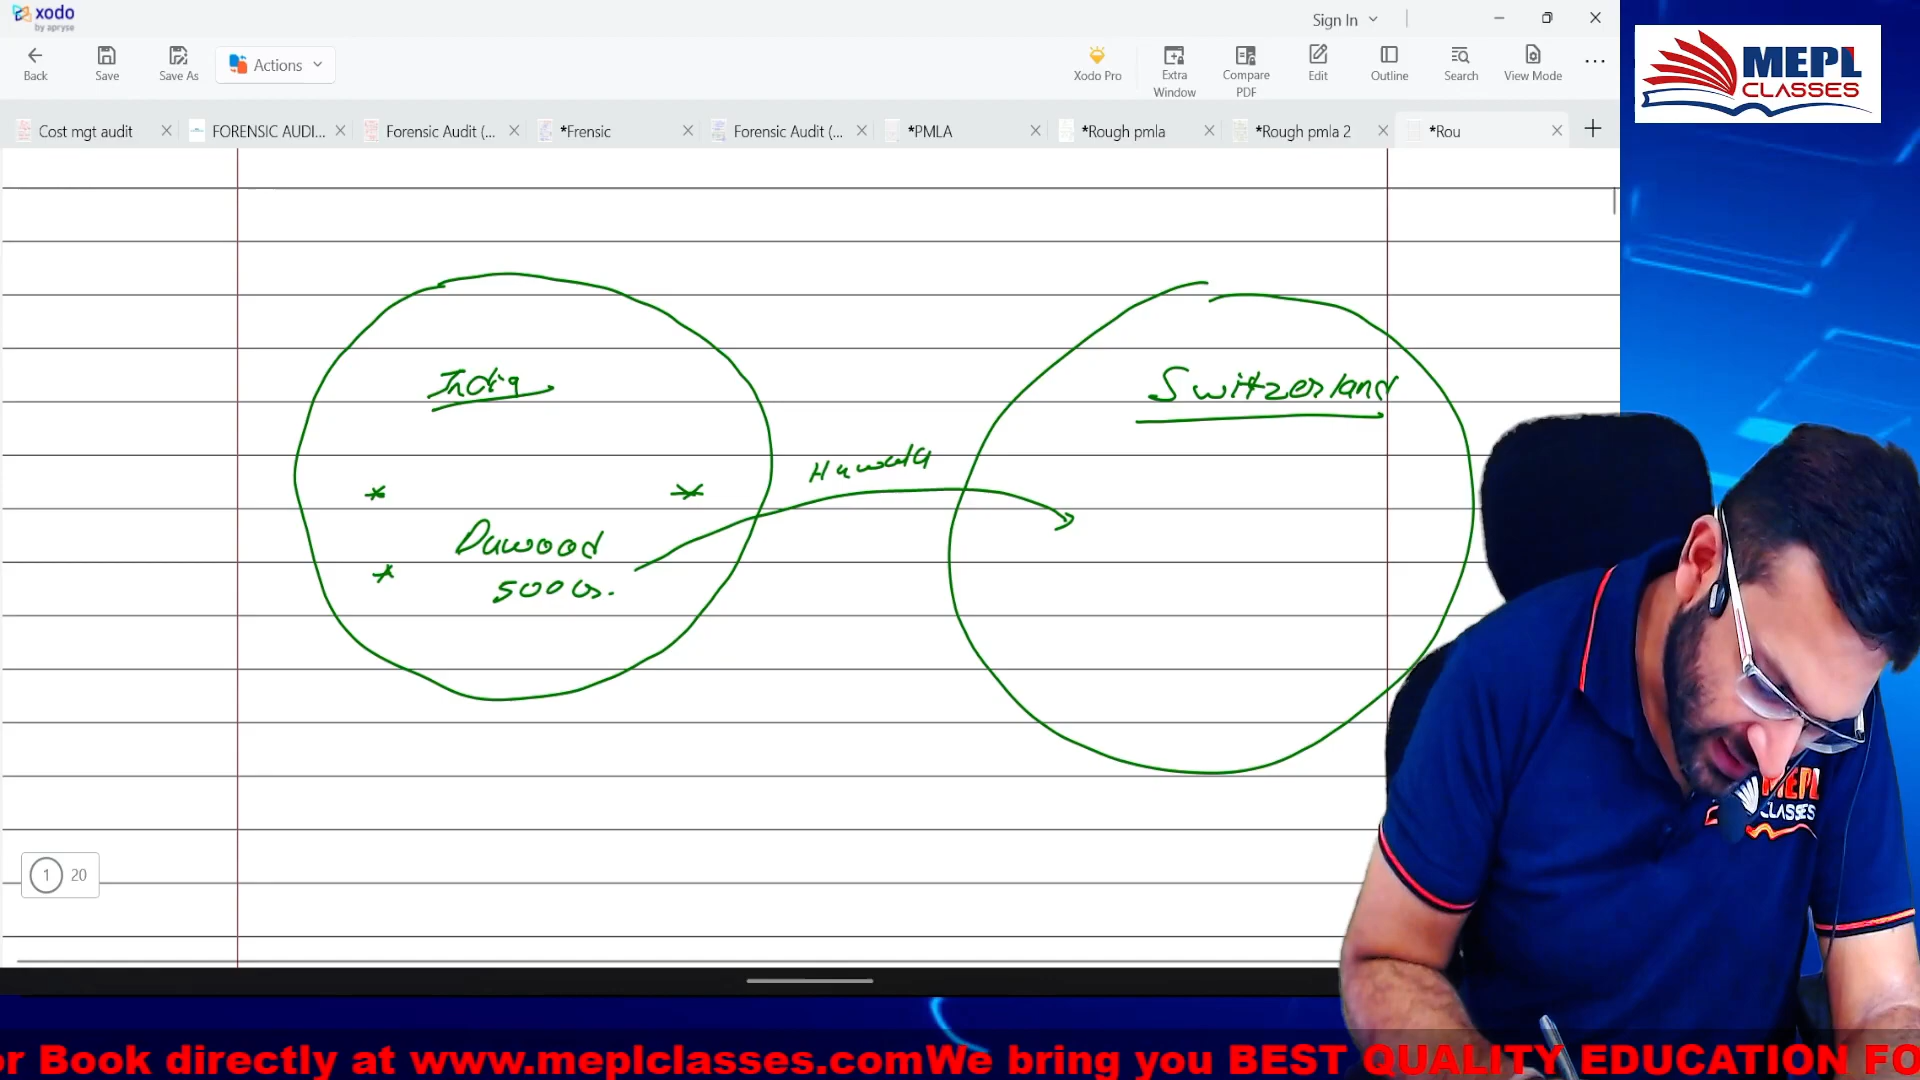 xodo
by apryse
Sign In
Back
Save
Save As
Actions
Xodo Pro
Extra Window
Compare PDF
Edit
Outline
Search
View Mode
Cost mgt audit
FORENSIC AUDI...
Forensic Audit (...
*Frensic
Forensic Audit (...
*PMLA
*Rough pmla
*Rough pmla 2
*Rou
MEPL
CLASSES
India
Switzerland
Hawala
Dawood
500 Cr.
1 20
MEPL
CLASSES
or Book directly at www.meplclasses.comWe bring you BEST QUALITY EDUCATION FO